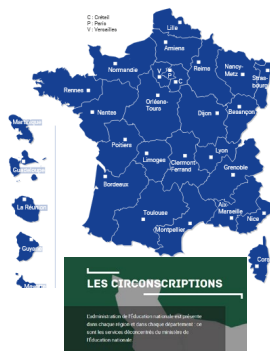 C : Créteil
P : Paris
V : Versailles
Lille
Amiens
Normandie
Reims
Nancy-
Metz
Stras-
bourg
V
P
C
Rennes
Orléans-
Tours
Nantes
Dijon
Besançon
Martinique
Poitiers
Limoges
Clermont
Ferrand
Lyon
Guadeloupe
Grenoble
Bordeaux
La Réunion
Toulouse
Montpellier
Aix-
Marseille
Nice
Guyane
Cors
LES CIRCONSCRIPTIONS
L'administration de l'Éducation nationale est présente
dans chaque région et dans chaque département : ce
sont les services déconcentrés du ministère de
l'Éducation nationale